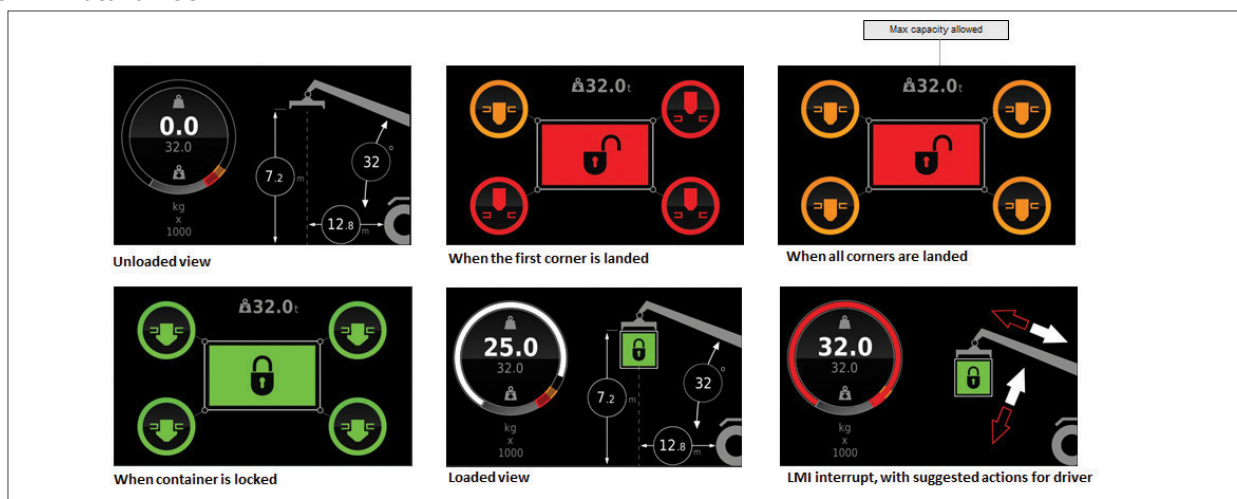 Max capacity allowed
0.0
32.0
kg
x
1000
7.2 m
32°
12.8 m
Unloaded view
32.0t
When the first corner is landed
32.0t
When all corners are landed
32.0t
When container is locked
25.0
32.0
kg
x
1000
7.2 m
32
12.8 m
Loaded view
32.0
32.0
kg
x
1000
LMI interrupt, with suggested actions for driver